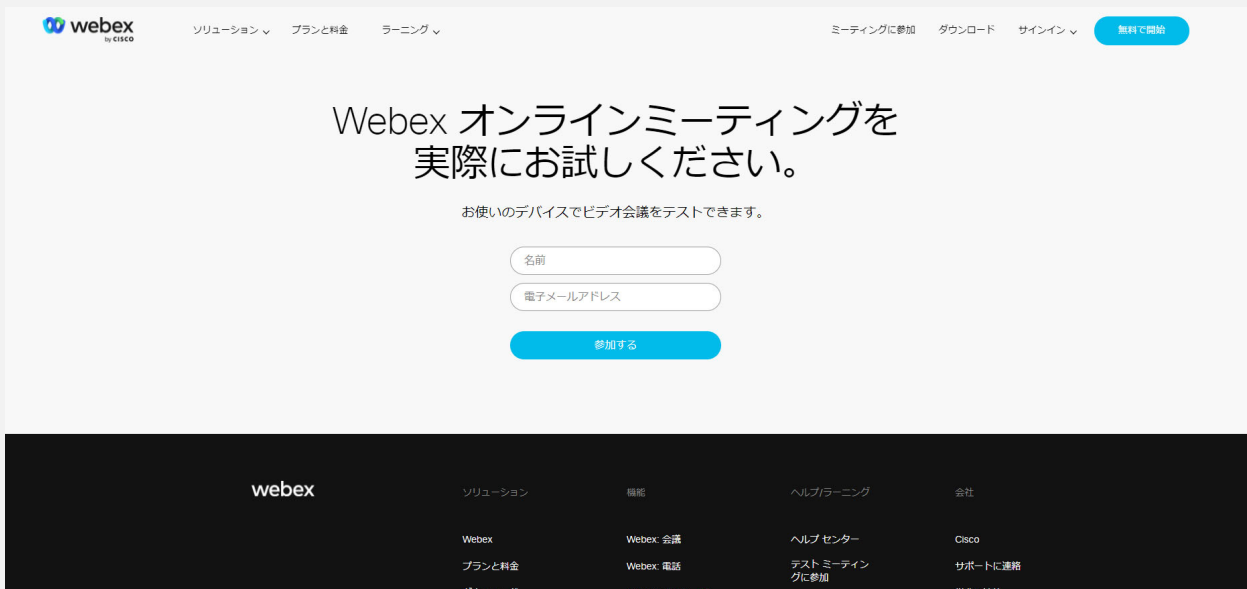 webex
by CISCO
ソリューション
プランと料金
ラーニング
ミーティングに参加
ダウンロード
サインイン
無料で開始
Webex オンラインミーティングを
実際にお試しください。
お使いのデバイスでビデオ会議をテストできます。
名前
電子メールアドレス
参加する
webex
ソリューション
機能
ヘルプ/ラーニング
会社
Webex
Webex: 会議
ヘルプ センター
Cisco
プランと料金
Webex: 電話
テスト ミーティン
グに参加
サポートに連絡